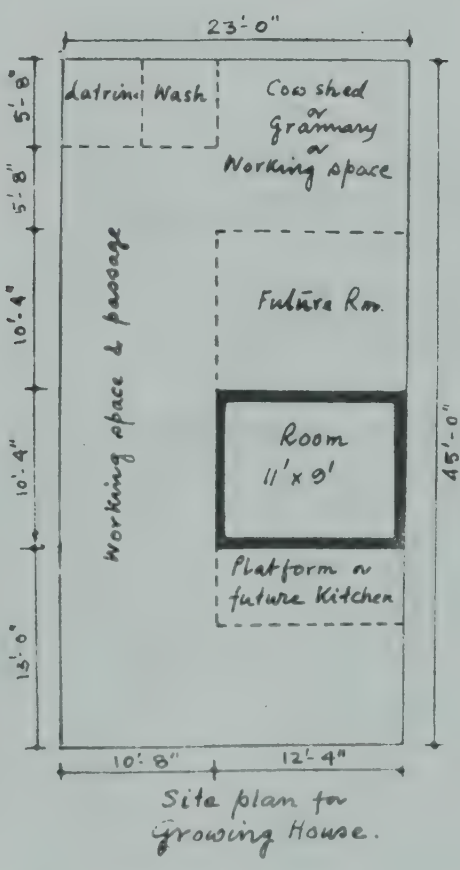 23'-0"
Latrine Wash
Cow shed
or
Grannary
or
Working space
5'-8"
5'-8"
10'-4"
10'-4"
13'-0"
45'-0"
Working space & passage
Future Rm.
Room
11' x 9'
Platform or
future Kitchen
10'-8" 12'-4"
Site plan for
Growing House.